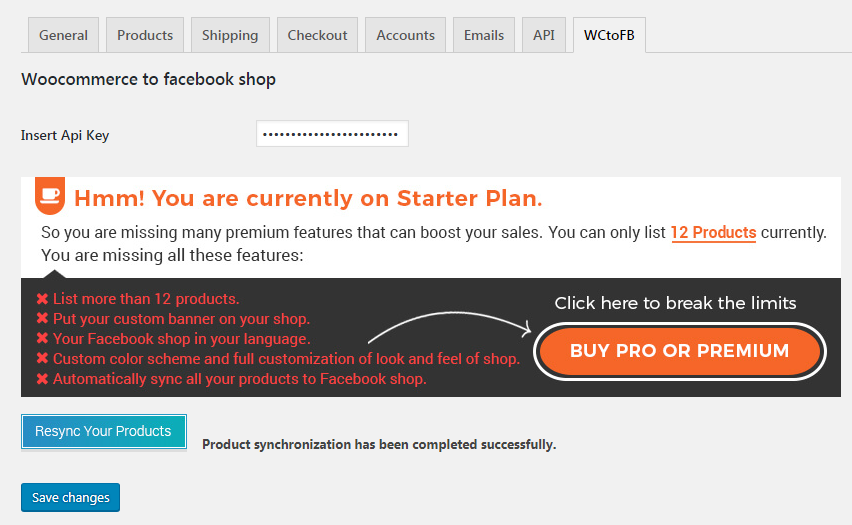 General Products Shipping Checkout Accounts Emails API WCtoFB
Woocommerce to facebook shop
Insert Api Key
Hmm! You are currently on Starter Plan.
So you are missing many premium features that can boost your sales. You can only list 12 Products currently.
You are missing all these features:
List more than 12 products.
Put your custom banner on your shop.
Your Facebook shop in your language.
Custom color scheme and full customization of look and feel of shop.
Automatically sync all your products to Facebook shop.
Click here to break the limits
BUY PRO OR PREMIUM
Resync Your Products
Product synchronization has been completed successfully.
Save changes